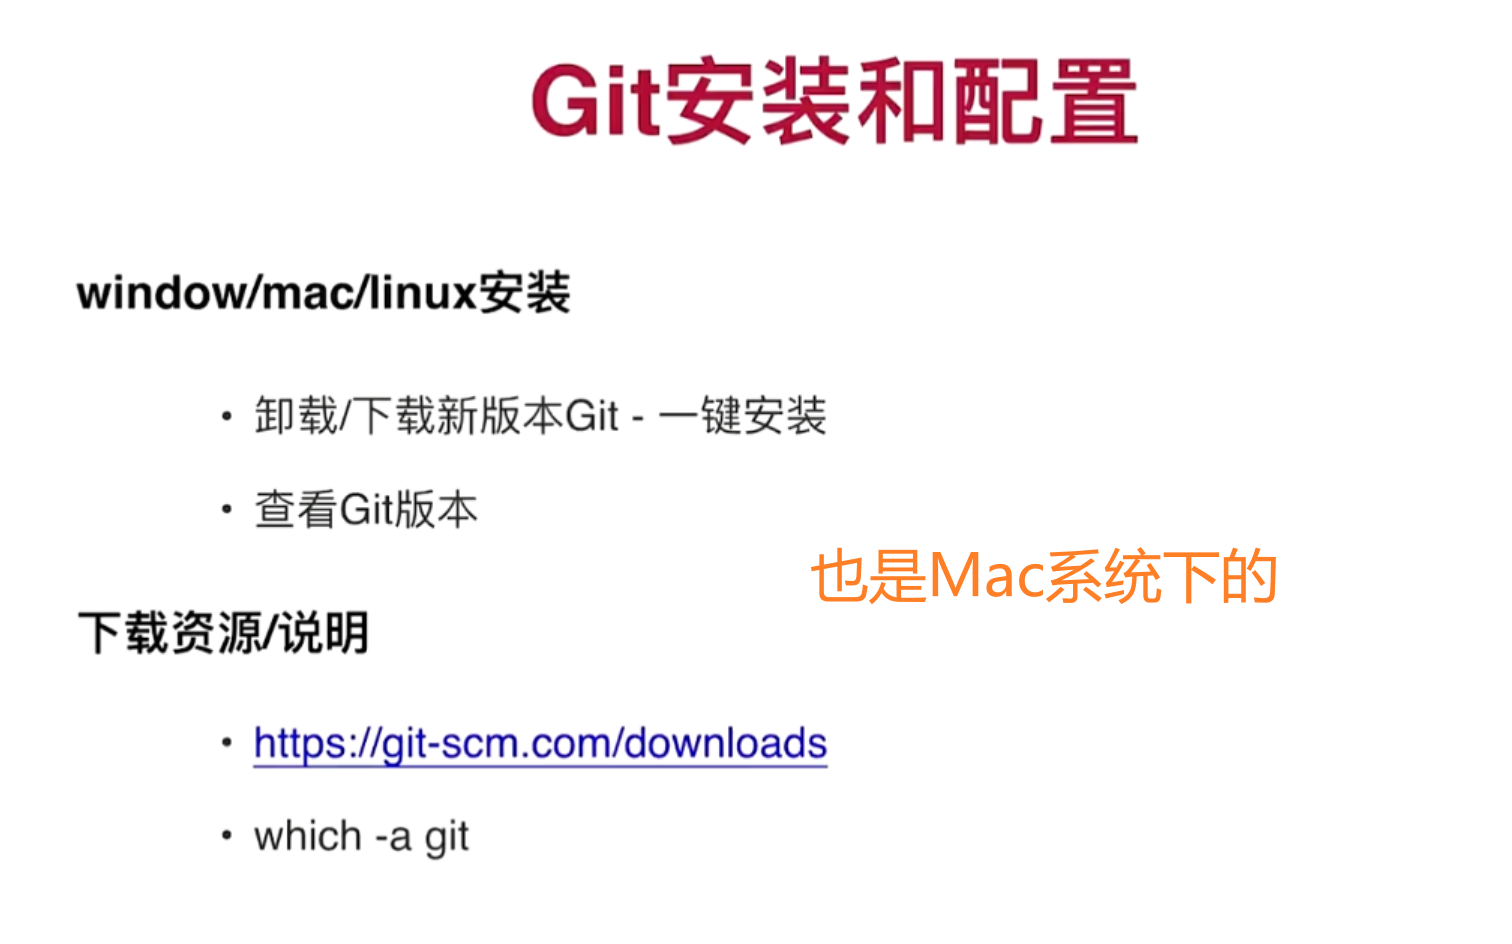 Git安装和配置
window/mac/linux安装
• 卸载/下载新版本Git - 一键安装
• 查看Git版本
也是Mac系统下的
下载资源/说明
• https://git-scm.com/downloads
• which -a git